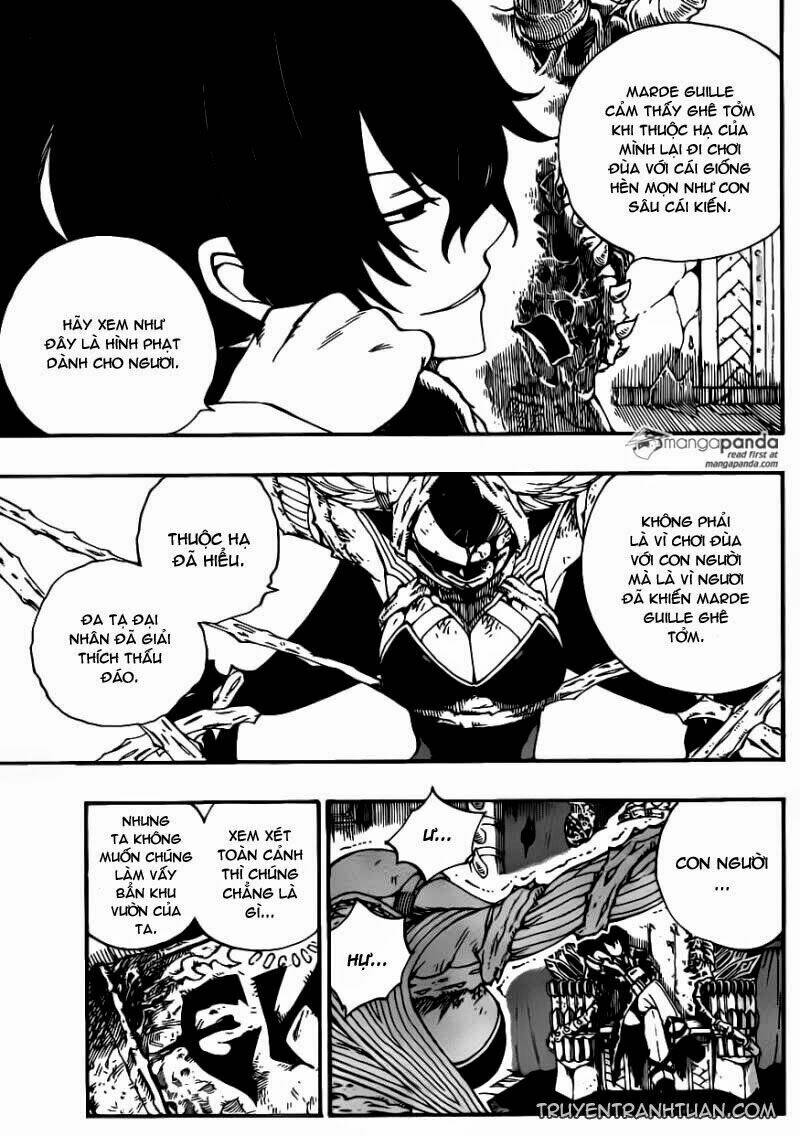 MARDE GUILLE
CẢM THẤY GHÊ TỞM
KHI THUỘC HẠ CỦA
MÌNH LẠI ĐI CHƠI
ĐÙA VỚI CÁI GIỐNG
HÈN MỌN NHƯ CON
SÂU CÁI KIẾN.
HÃY XEM NHƯ
ĐÂY LÀ HÌNH PHẠT
DÀNH CHO NGƯƠI.
mangapanda
read first at
mangapanda.com
KHÔNG PHẢI
LÀ VÌ CHƠI ĐÙA
VỚI CON NGƯỜI
MÀ LÀ VÌ NGƯƠI
ĐÃ KHIẾN MARDE
GUILLE GHÊ
TỞM.
THUỘC HẠ
ĐÃ HIỂU.
ĐA TẠ ĐẠI
NHÂN ĐÃ GIẢI
THÍCH THẤU
ĐÁO.
CON NGƯỜI
...
Ư...
HỰ...
XEM XÉT
TOÀN CẢNH
THÌ CHÚNG
CHẲNG LÀ
GÌ...
NHƯNG
TA KHÔNG
MUỐN CHÚNG
LÀM VẤY
BẨN KHU
VƯỜN CỦA
TA.
TRUYENTRANHTUAN.COM